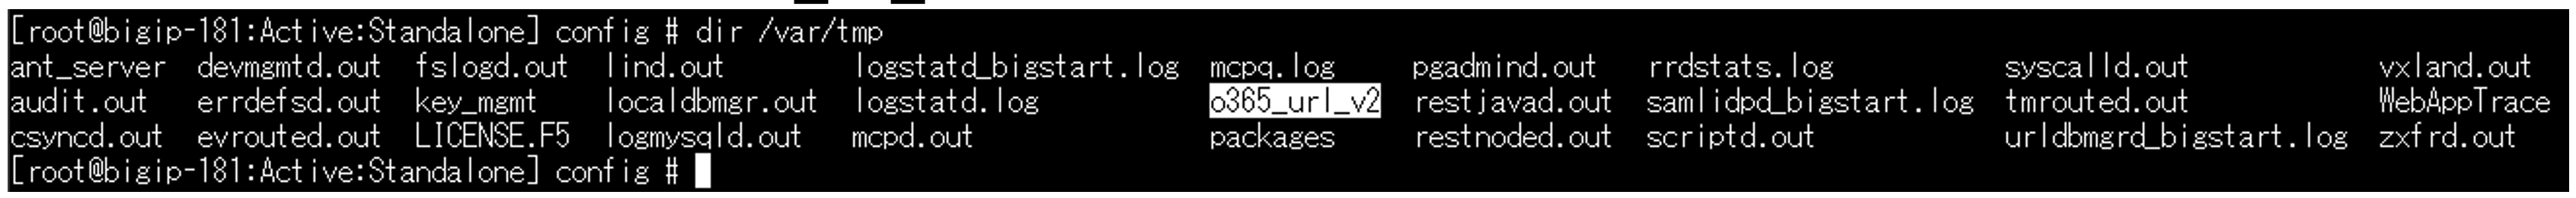 [root@bigip-181:Active:Standalone] config # dir /var/tmp
ant_server devmgmtd.out fslogd.out lind.out logstatd_bigstart.log mcpq.log pgadmind.out rrdstats.log syscalld.out vxland.out
audit.out errdefsd.out key_mgmt localdbmgr.out logstatd.log o365_url_v2 restjavad.out samlidpd_bigstart.log tmrouted.out WebAppTrace
csyncd.out evrouted.out LICENSE.F5 logmysqld.out mcpd.out packages restnoded.out scriptd.out urldbmgrd_bigstart.log zxfrd.out
[root@bigip-181:Active:Standalone] config #